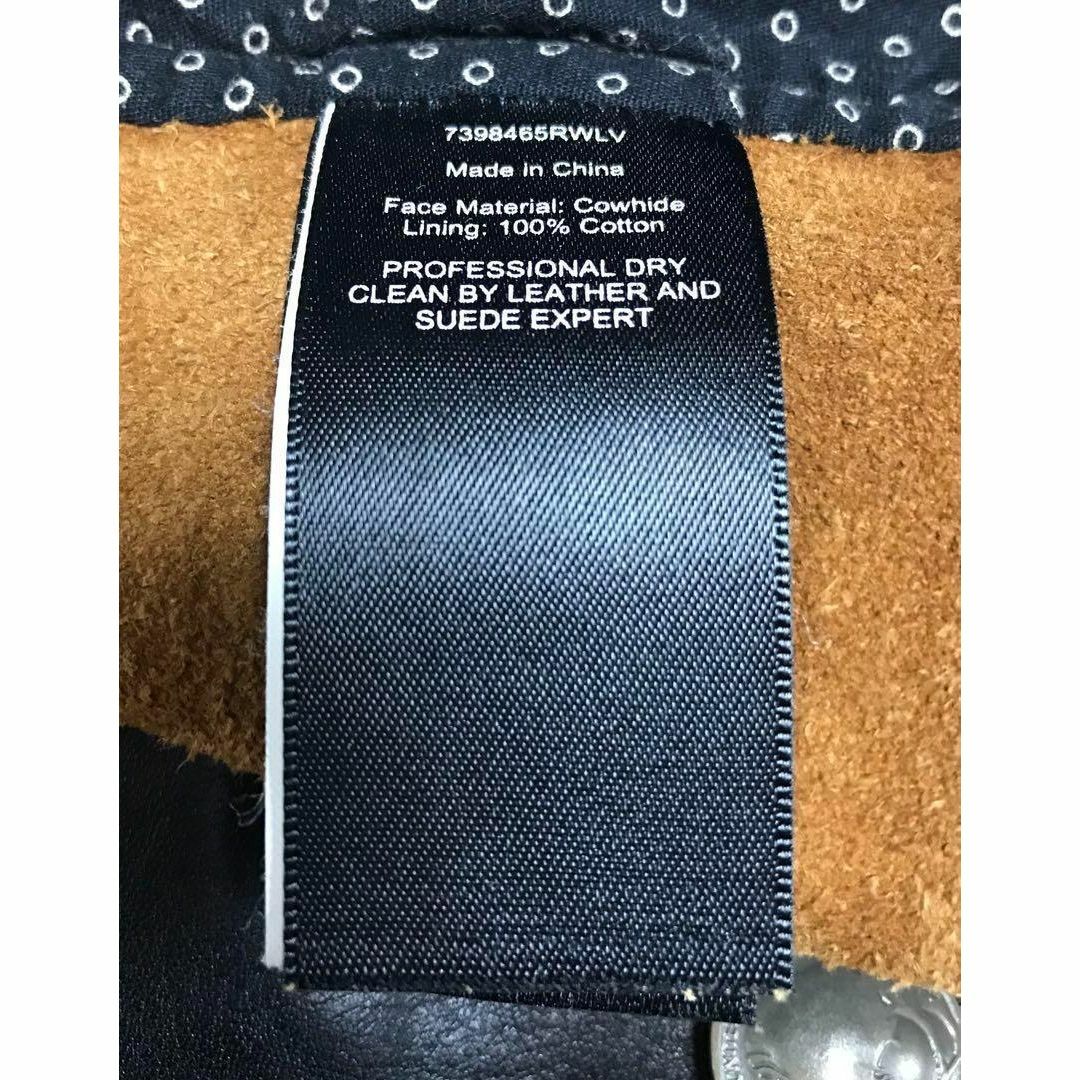 7398465RWLV
Made in China
Face Material: Cowhide
Lining: 100% Cotton
PROFESSIONAL DRY
CLEAN BY LEATHER AND
SUEDE EXPERT